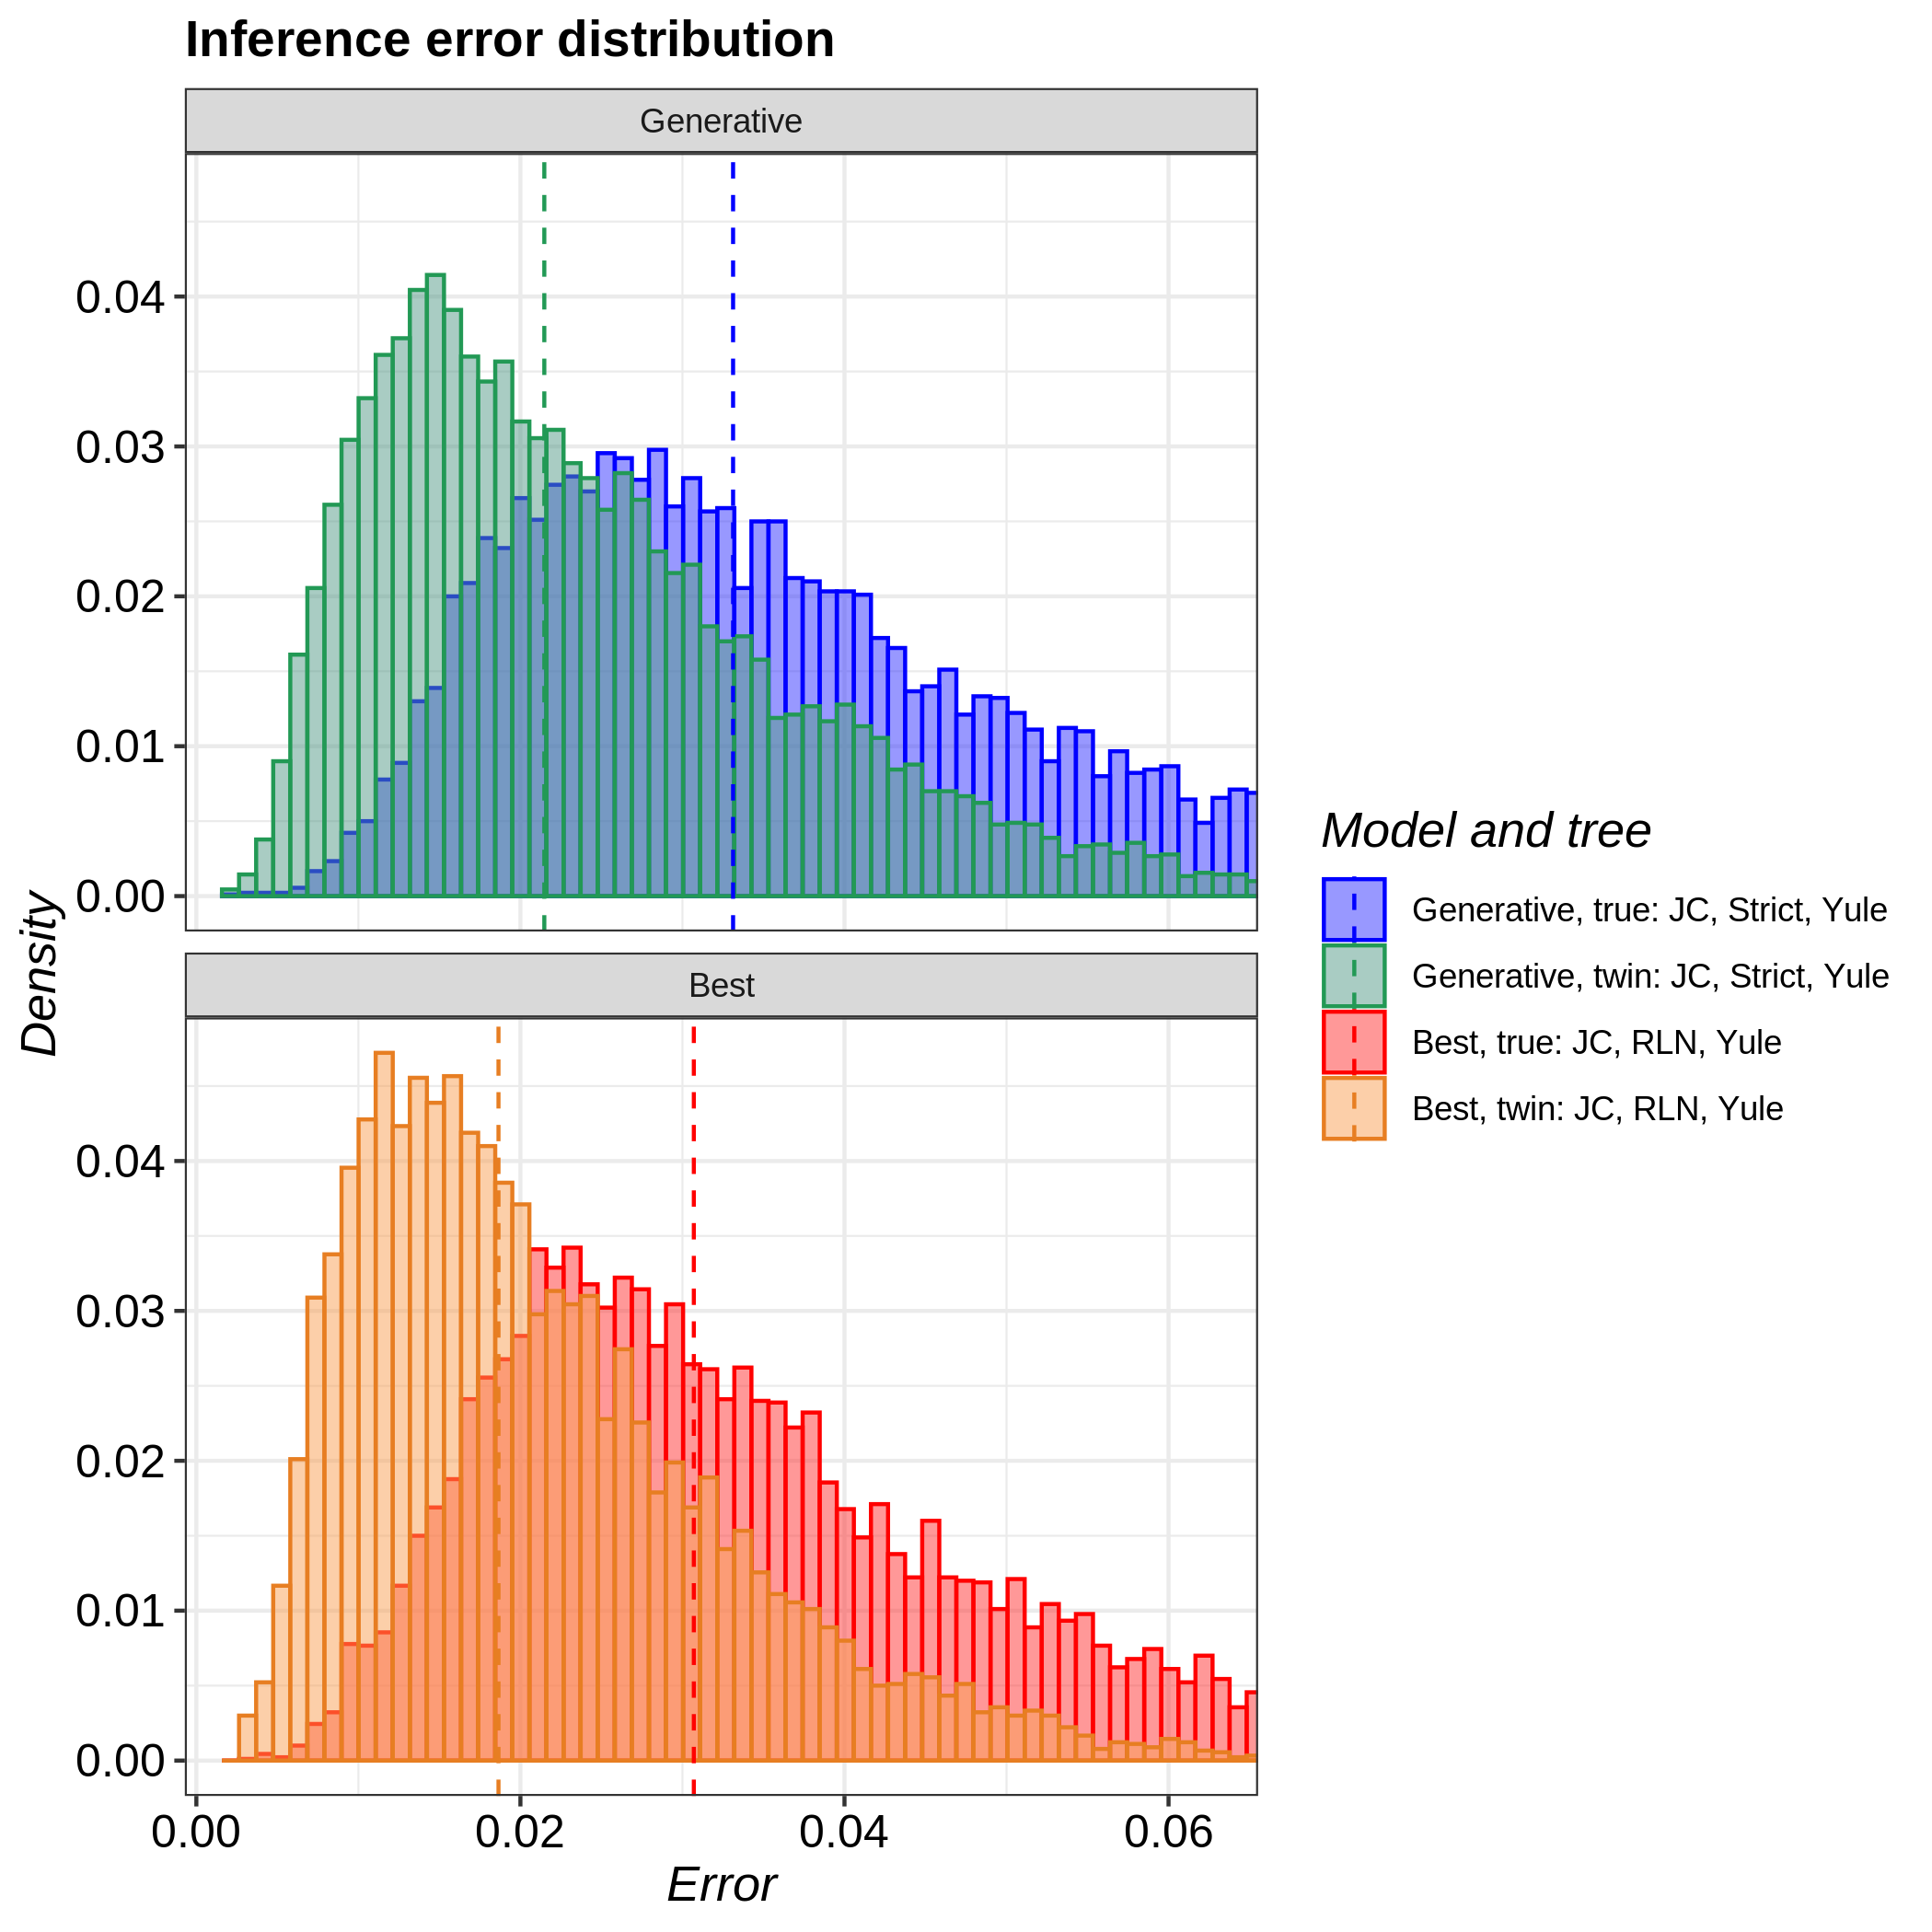 Inference error distribution
Generative
0.04
0.03
0.02
0.01
0.00
Best
0.04
0.03
0.02
0.01
0.00
0.00 0.02 0.04 0.06
Error
Density
Model and tree
Generative, true: JC, Strict, Yule
Generative, twin: JC, Strict, Yule
Best, true: JC, RLN, Yule
Best, twin: JC, RLN, Yule